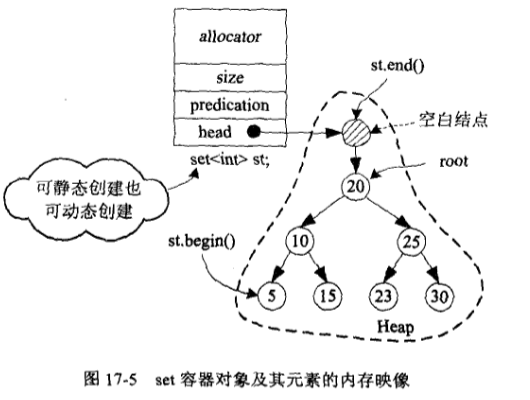 allocator
size
predication
head
set<int> st;
st.end()
空白结点
root
可静态创建也
可动态创建
st.begin()
20
10
25
5
15
23
30
Heap
图 17-5 set 容器对象及其元素的内存映像